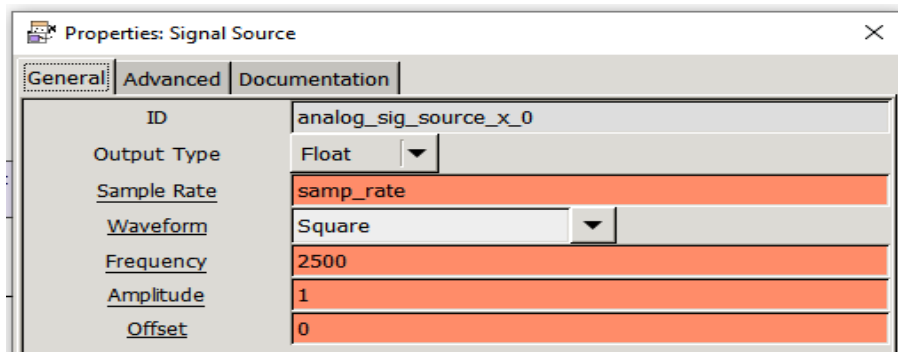 Properties: Signal Source
General Advanced Documentation
ID analog_sig_source_x_0
Output Type Float
Sample Rate samp_rate
Waveform Square
Frequency 2500
Amplitude 1
Offset 0